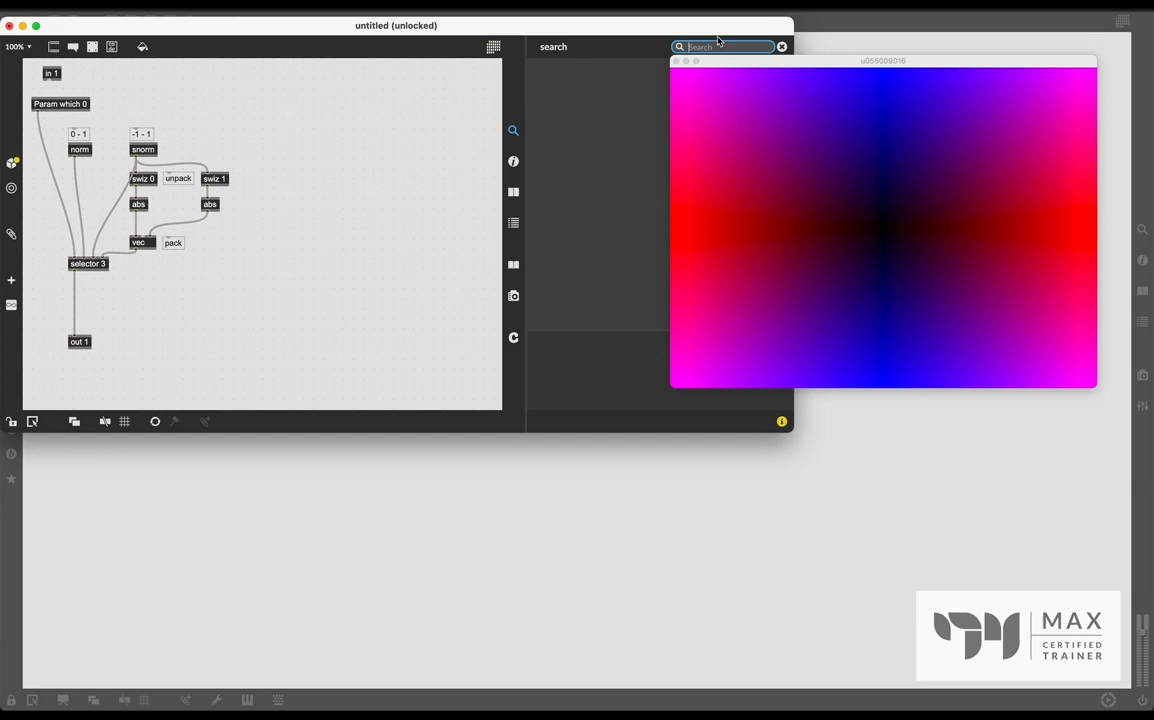 untitled (unlocked)
100%
search
Search
u055009016
in 1
Param which 0
0 - 1
-1 - 1
norm
snorm
swiz 0
unpack
swiz 1
abs
abs
vec
pack
selector 3
out 1
MAX
CERTIFIED
TRAINER